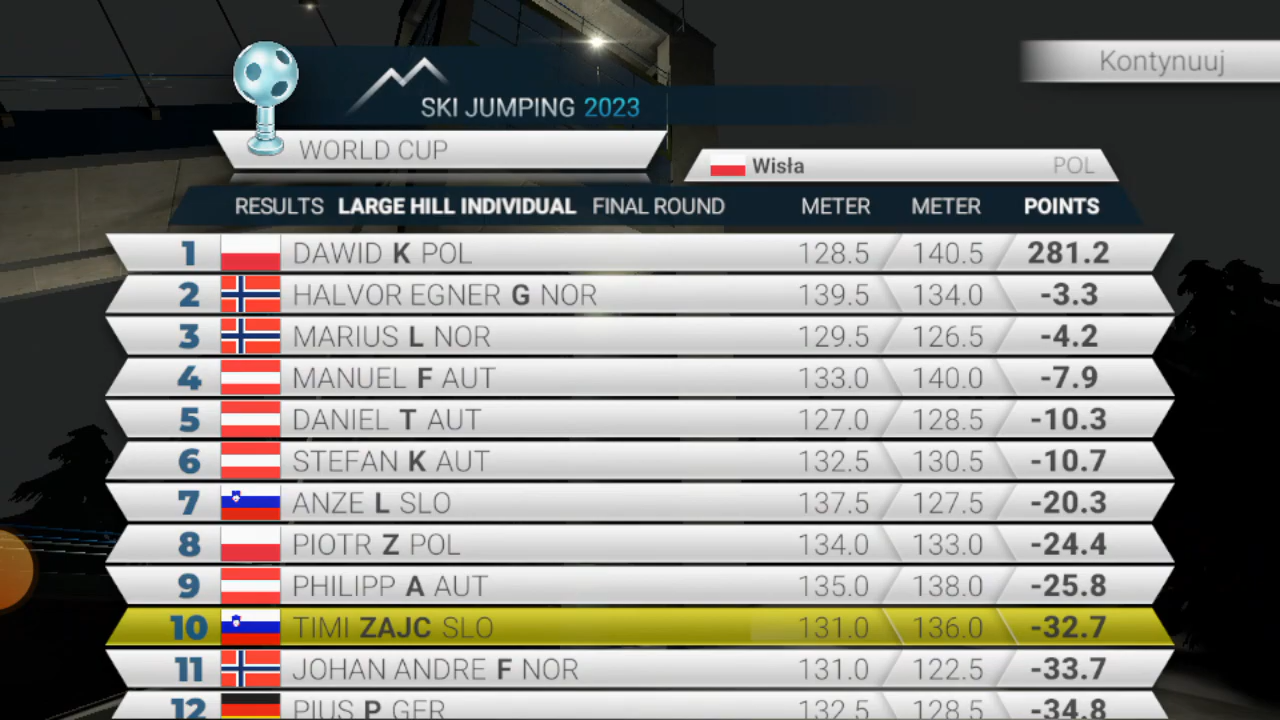 Kontynuuj
SKI JUMPING 2023
WORLD CUP
Wisła POL
RESULTS LARGE HILL INDIVIDUAL FINAL ROUND METER METER POINTS
1 DAWID K POL 128.5 140.5 281.2
2 HALVOR EGNER G NOR 139.5 134.0 -3.3
3 MARIUS L NOR 129.5 126.5 -4.2
4 MANUEL F AUT 133.0 140.0 -7.9
5 DANIEL T AUT 127.0 128.5 -10.3
6 STEFAN K AUT 132.5 130.5 -10.7
7 ANZE L SLO 137.5 127.5 -20.3
8 PIOTR Z POL 134.0 133.0 -24.4
9 PHILIPP A AUT 135.0 138.0 -25.8
10 TIMI ZAJC SLO 131.0 136.0 -32.7
11 JOHAN ANDRE F NOR 131.0 122.5 -33.7
12 PIUS P GER 132.5 128.5 -34.8